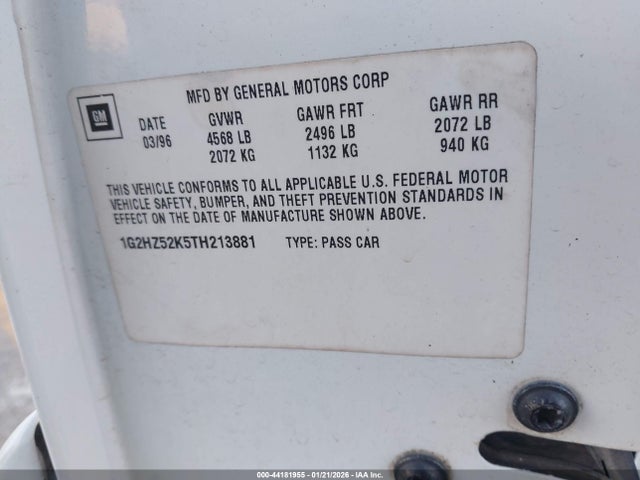 MFD BY GENERAL MOTORS CORP
GM
DATE GVWR GAWR FRT GAWR RR
03/96 4568 LB 2496 LB 2072 LB
2072 KG 1132 KG 940 KG
THIS VEHICLE CONFORMS TO ALL APPLICABLE U.S. FEDERAL MOTOR
VEHICLE SAFETY, BUMPER, AND THEFT PREVENTION STANDARDS IN
EFFECT ON THE DATE OF MANUFACTURE SHOWN ABOVE.
1G2HZ52K5TH213881 TYPE: PASS CAR
000-44181955 - 01/21/2026 - IAA Inc.